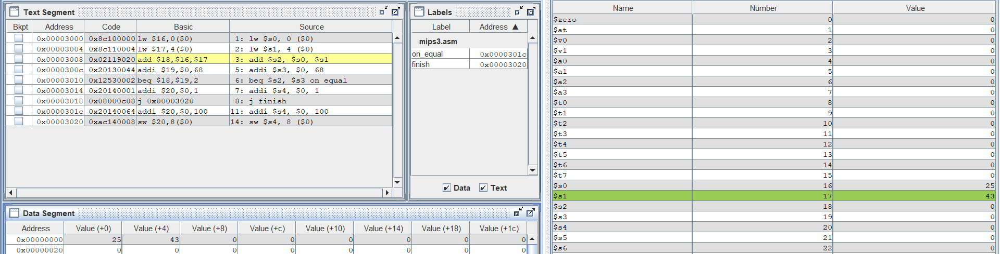 Text Segment
Bkpt Address Code Basic Source
0x00003000 0x8c100000 lw $16,0($0) 1: lw $s0, 0 ($0)
0x00003004 0x8c110004 lw $17,4($0) 2: lw $s1, 4 ($0)
0x00003008 0x02119020 add $18,$16,$17 3: add $s2, $s0, $s1
0x0000300c 0x20130044 addi $19,$0,68 5: addi $s3, $0, 68
0x00003010 0x12530002 beq $18,$19,2 6: beq $s2, $s3 on equal
0x00003014 0x20140001 addi $20,$0,1 7: addi $s4, $0, 1
0x00003018 0x08000c08 j 0x00003020 8: j finish
0x0000301c 0x20140064 addi $20,$0,100 11: addi $s4, $0, 100
0x00003020 0xac140008 sw $20,8($0) 14: sw $s4, 8 ($0)
Labels
Label Address ▲
mips3.asm
on_equal 0x0000301c
finish 0x00003020
Data Text
Data Segment
Address Value (+0) Value (+4) Value (+8) Value (+c) Value (+10) Value (+14) Value (+18) Value (+1c)
0x00000000 25 43 0 0 0 0 0 0
0x00000020 0 0 0 0 0 0 0 0
Name Number Value
$zero 0 0
$at 1 0
$v0 2 0
$v1 3 0
$a0 4 0
$a1 5 0
$a2 6 0
$a3 7 0
$t0 8 0
$t1 9 0
$t2 10 0
$t3 11 0
$t4 12 0
$t5 13 0
$t6 14 0
$t7 15 0
$s0 16 25
$s1 17 43
$s2 18 0
$s3 19 0
$s4 20 0
$s5 21 0
$s6 22 0